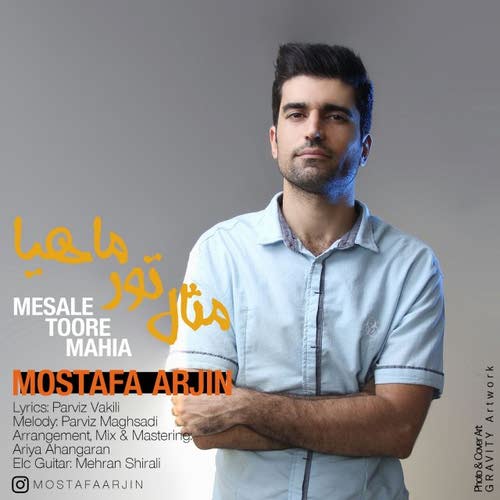 مثال تور ماهیا
MESALE
TOORE
MAHIA
MOSTAFA ARJIN
Lyrics: Parviz Vakili
Melody: Parviz Maghsadi
Arrangement, Mix & Mastering:
Ariya Ahangaran
Elc Guitar: Mehran Shirali
MOSTAFAARJIN
Photo & Cover Art
GRAVITY Artwork